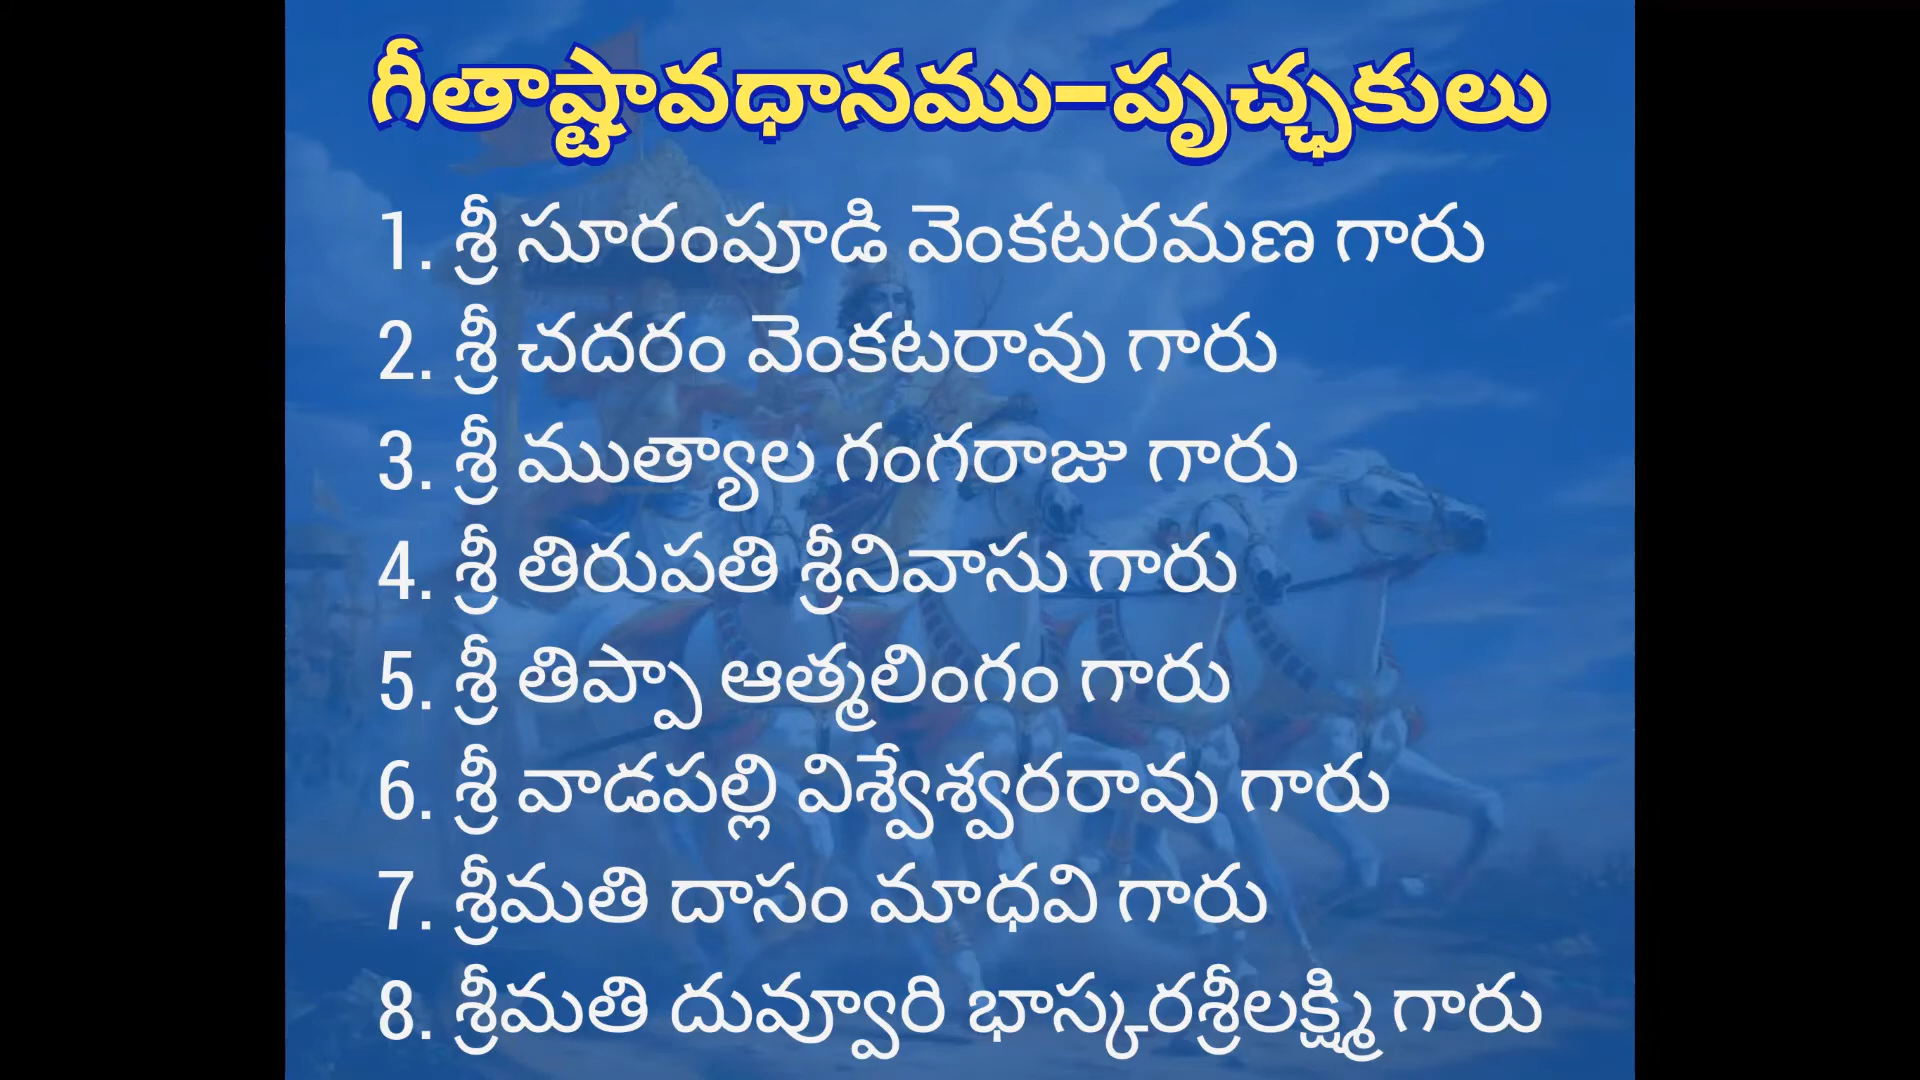 గీతాష్టావధానము-పృచ్ఛకులు
1. శ్రీ సూరంపూడి వెంకటరమణ గారు
2. శ్రీ చదరం వెంకటరావు గారు
3. శ్రీ ముత్యాల గంగరాజు గారు
4. శ్రీ తిరుపతి శ్రీనివాసు గారు
5. శ్రీ తిప్పా ఆత్మలింగం గారు
6. శ్రీ వాడపల్లి విశ్వేశ్వరరావు గారు
7. శ్రీమతి దాసం మాధవి గారు
8. శ్రీమతి దువ్వూరి భాస్కరశ్రీలక్ష్మి గారు